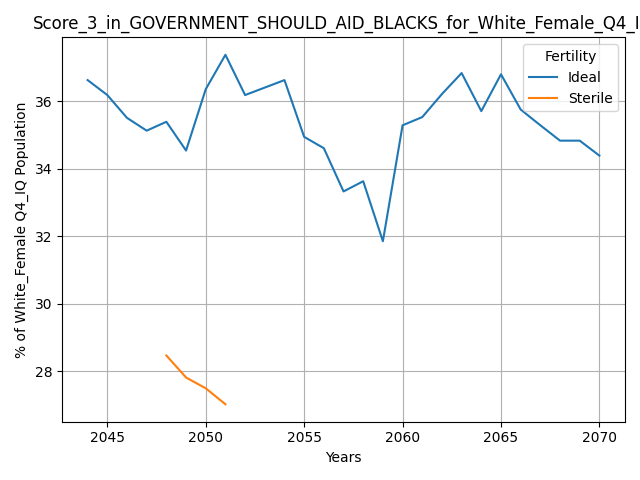 Score_3_in_GOVERNMENT_SHOULD_AID_BLACKS_for_White_Female_Q4_I
Fertility
Ideal
Sterile
36
34
32
30
28
% of White_Female Q4_IQ Population
2045 2050 2055 2060 2065 2070
Years